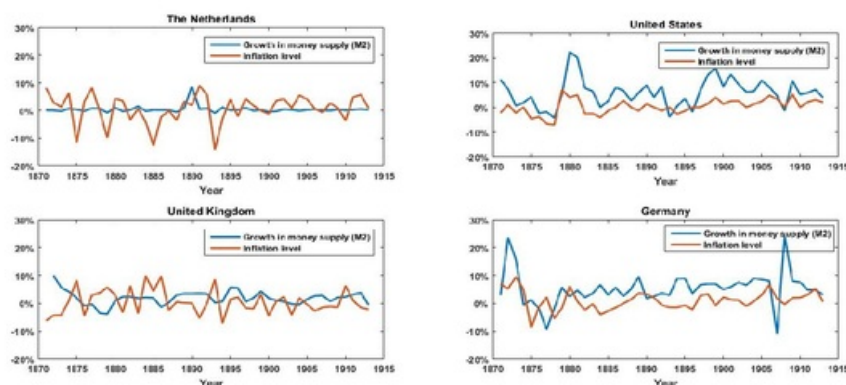 The Netherlands
30%
20%
10%
0%
-10%
-20%
Growth in money supply (M2)
Inflation level
1870 1875 1880 1885 1890 1895 1900 1905 1910 1915
Year
United States
30%
20%
10%
0%
-10%
-20%
Growth in money supply (M2)
Inflation level
1870 1875 1880 1885 1890 1895 1900 1905 1910 1915
Year
United Kingdom
30%
20%
10%
0%
-10%
-20%
Growth in money supply (M2)
Inflation level
1870 1875 1880 1885 1890 1895 1900 1905 1910 1915
Year
Germany
30%
20%
10%
0%
-10%
-20%
Growth in money supply (M2)
Inflation level
1870 1875 1880 1885 1890 1895 1900 1905 1910 1915
Year